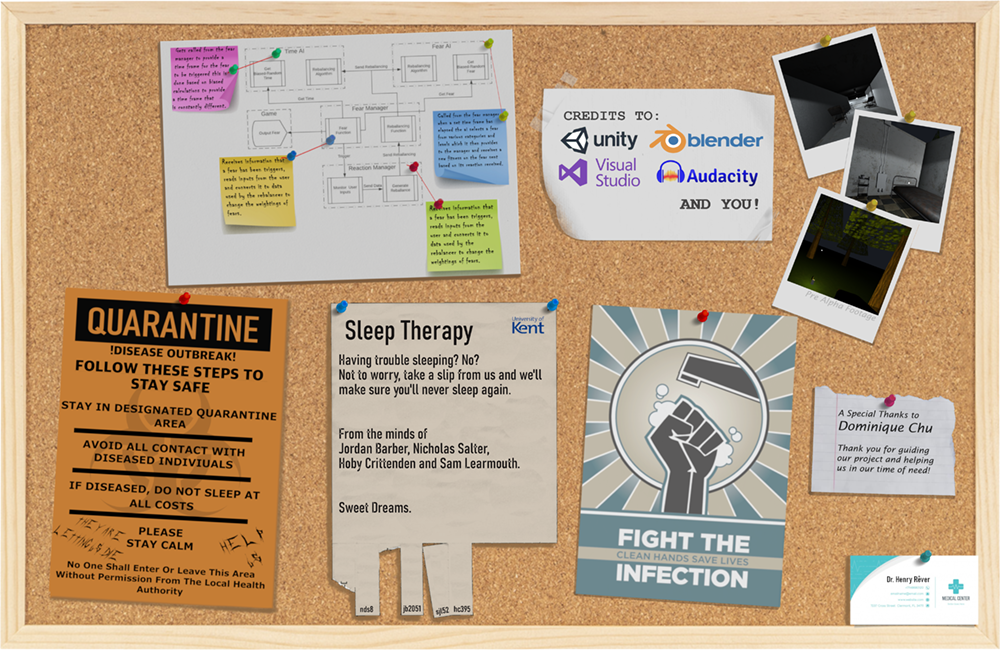 Gets called from the fear
manager to provide a
time frame for the fear
to be triggered this is
done based on biased
calculations to provide
a time frame that
is constantly different.
Time AI
Get
Biased Random
Time
Rebalancing
Algorithm
Send Rebalancing
Fear AI
Rebalancing
Algorithm
Get
Biased Random
Fear
Get Time
Get Fear
Game
Output Fear
Fear Manager
Fear
Function
Rebalancing
Function
Trigger
Send Rebalancing
Reaction Manager
Monitor User
Inputs
Send Data
Generate
Rebalance
Called from the fear manager
when a set time frame has
elapsed the ai selects a fear
from various categories and
levels which it then provides
to the manager and receives a
new fitness on the fear sent
based on its reaction received.
Receives information that
a fear has been triggers,
reads inputs from the user
and converts it to data
used by the rebalancer
to change the weightings of
fears.
Receives information that
a fear has been triggers,
reads inputs from the
user and converts it to
data used by the
rebalancer to change the
weightings of fears.
CREDITS TO:
unity
blender
Visual
Studio
Audacity
AND YOU!
Pre Alpha Footage
QUARANTINE
!DISEASE OUTBREAK!
FOLLOW THESE STEPS TO
STAY SAFE
STAY IN DESIGNATED QUARANTINE
AREA
AVOID ALL CONTACT WITH
DISEASED INDIVIUALS
IF DISEASED, DO NOT SLEEP AT
ALL COSTS
THEY ARE
LETTING US DIE
PLEASE
STAY CALM
HELP
US
No One Shall Enter Or Leave This Area
Without Permission From The Local Health
Authority
Sleep Therapy
University of
Kent
Having trouble sleeping? No?
Not to worry, take a slip from us and we'll
make sure you'll never sleep again.
From the minds of
Jordan Barber, Nicholas Salter,
Hoby Crittenden and Sam Learmouth.
Sweet Dreams.
nds8
jb2051
sjl52
hc395
FIGHT THE
CLEAN HANDS SAVE LIVES
INFECTION
A Special Thanks to
Dominique Chu
Thank you for guiding
our project and helping
us in our time of need!
Dr. Henry Rêver
MEDICAL CENTER